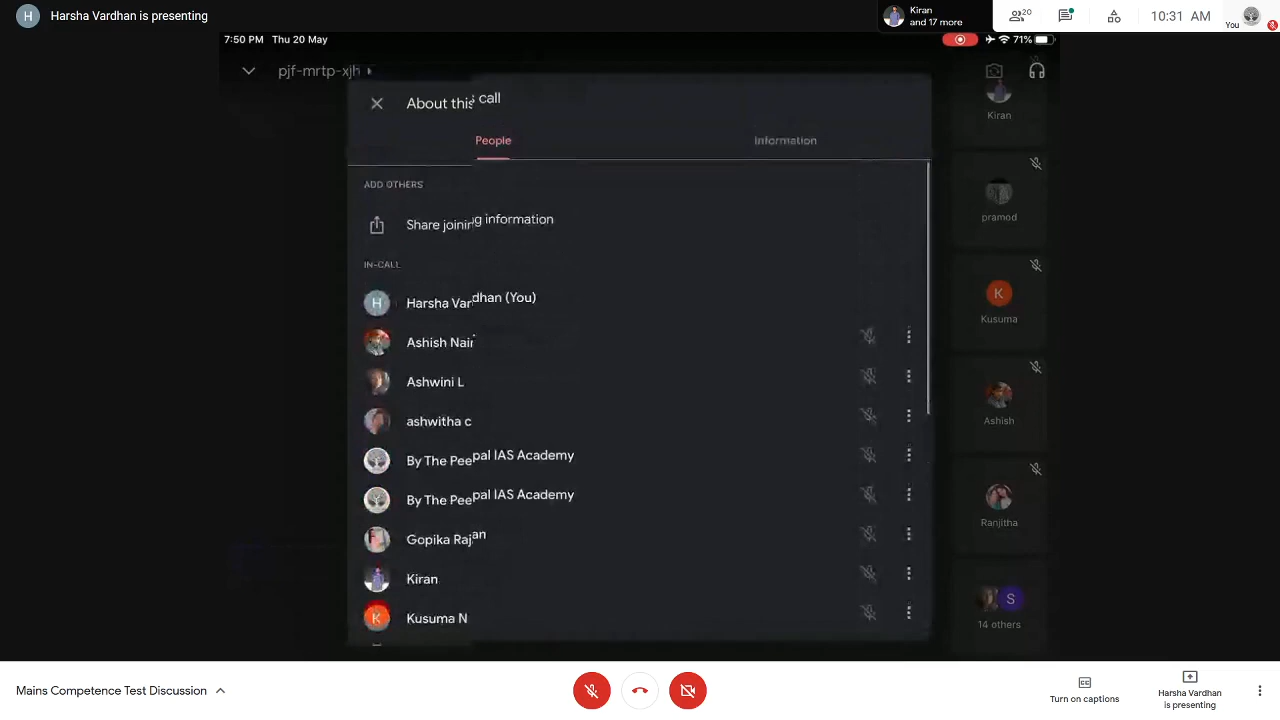 H Harsha Vardhan is presenting
Kiran
and 17 more
20
10:31 AM
You
7:50 PM Thu 20 May
71%
pjf-mrtp-xjh
About this call
People
Information
ADD OTHERS
Share joining information
IN-CALL
H Harsha Vardhan (You)
Ashish Nair
Ashwini L
ashwitha c
By The Peepal IAS Academy
By The Peepal IAS Academy
Gopika Rajan
Kiran
K Kusuma N
Kiran
pramod
K
Kusuma
Ashish
Ranjitha
S
14 others
Mains Competence Test Discussion
Turn on captions
Harsha Vardhan
is presenting